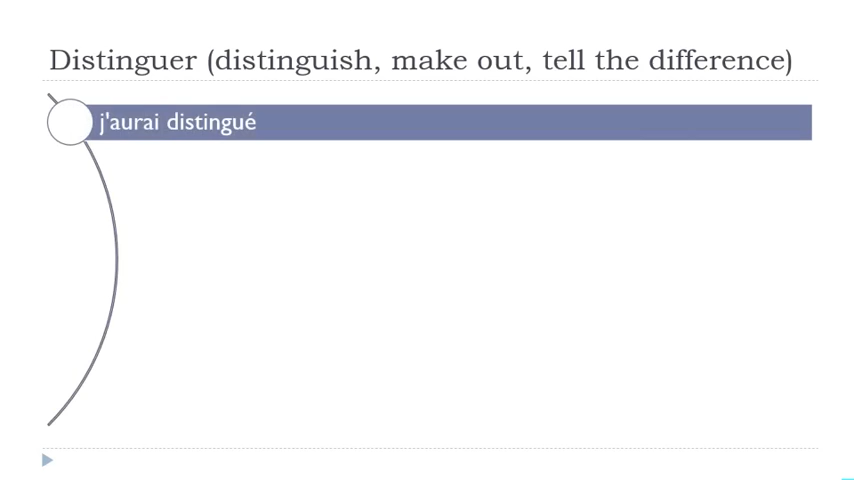 Distinguer (distinguish, make out, tell the difference)
j'aurai distingué